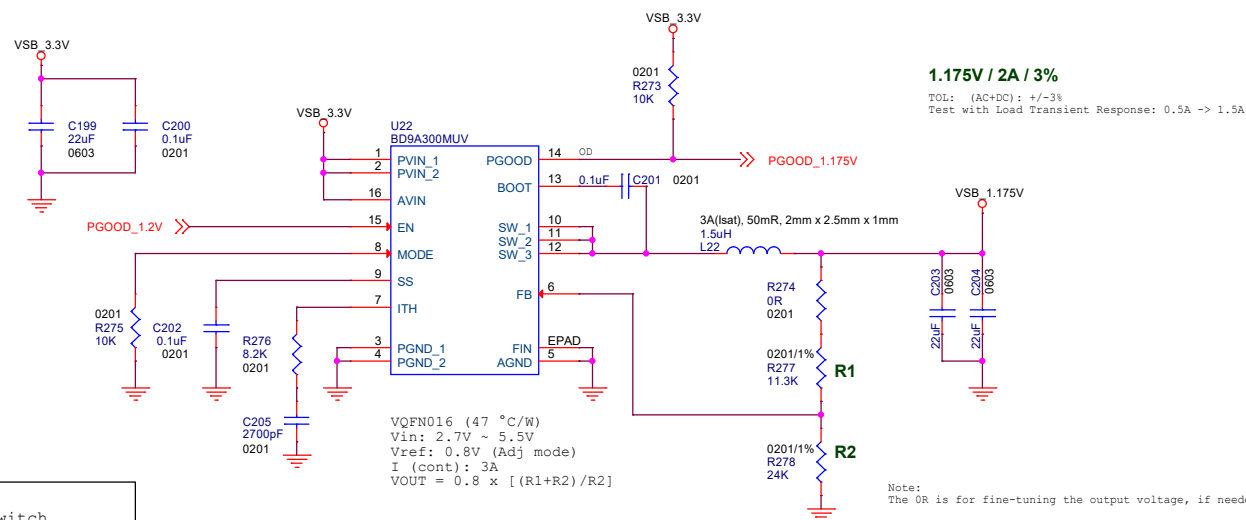 VSB_3.3V
VSB_3.3V
1.175V / 2A / 3%
TOL: (AC+DC): +/-3%
Test with Load Transient Response: 0.5A -> 1.5A
0201
R273
10K
C199
22uF
0603
C200
0.1uF
0201
VSB_3.3V
U22
BD9A300MUV
1 PVIN_1
2 PVIN_2
16 AVIN
15 EN
8 MODE
9 SS
7 ITH
3 PGND_1
4 PGND_2
PGOOD 14 OD
BOOT 13
SW_1 10
SW_2 11
SW_3 12
FB 6
FIN EPAD
AGND 5
PGOOD_1.175V
0.1uF C201 0201
PGOOD_1.2V
3A(Isat), 50mR, 2mm x 2.5mm x 1mm
1.5uH
L22
VSB_1.175V
R274
0R
0201
C203
0603
22uF
C204
0603
22uF
0201
R275
10K
C202
0.1uF
0201
R276
8.2K
0201
0201/1%
R277
11.3K
R1
C205
2700pF
0201
VQFN016 (47 °C/W)
Vin: 2.7V ~ 5.5V
Vref: 0.8V (Adj mode)
I (cont): 3A
VOUT = 0.8 x [(R1+R2)/R2]
0201/1%
R278
24K
R2
Note:
The 0R is for fine-tuning the output voltage, if